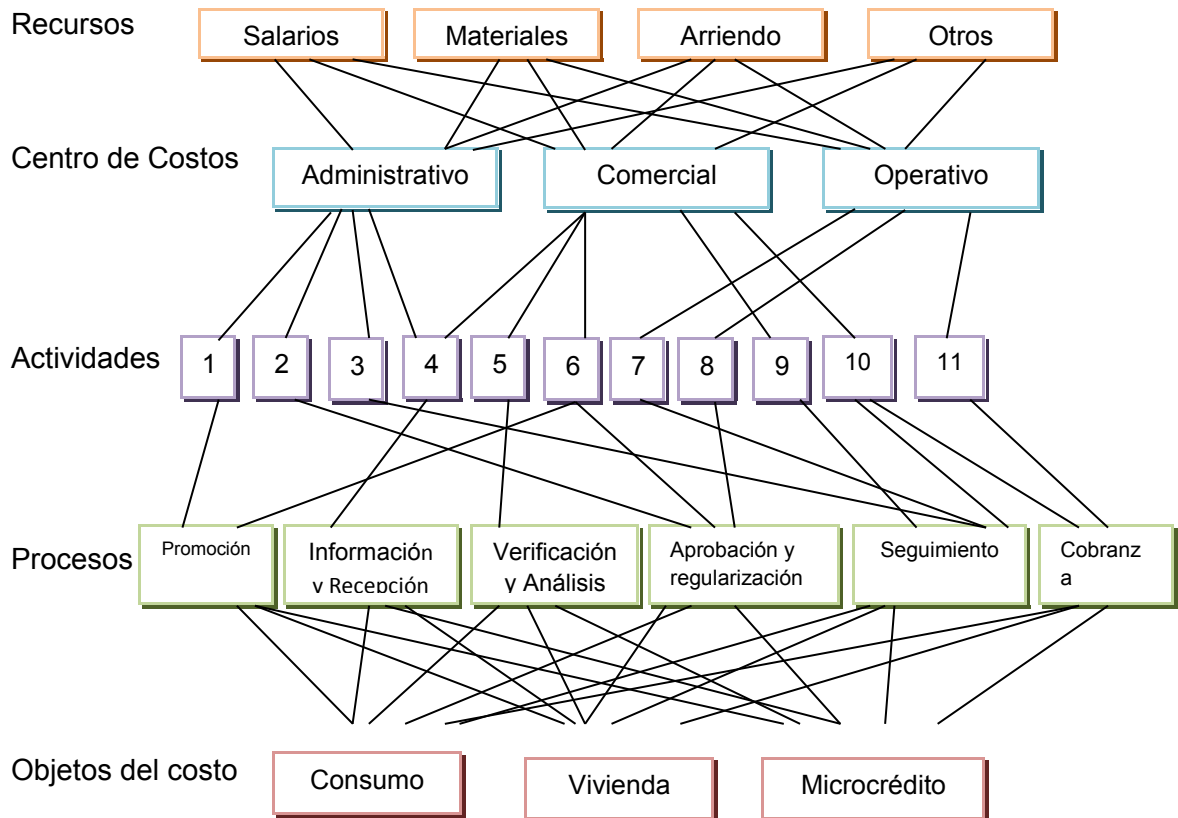 Recursos
Salarios
Materiales
Arriendo
Otros
Centro de Costos
Administrativo
Comercial
Operativo
Actividades
1
2
3
4
5
6
7
8
9
10
11
Procesos
Promoción
Información
y Recepción
Verificación
y Análisis
Aprobación y
regularización
Seguimiento
Cobranz
a
Objetos del costo
Consumo
Vivienda
Microcrédito